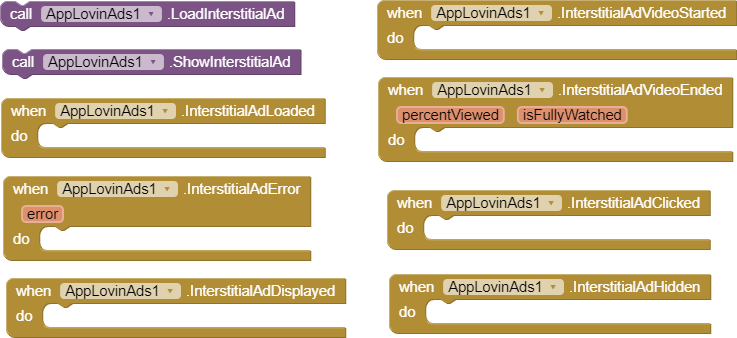 call AppLovinAds1 .LoadInterstitialAd
call AppLovinAds1 .ShowInterstitialAd
when AppLovinAds1 .InterstitialAdLoaded
do
when AppLovinAds1 .InterstitialAdError
error
do
when AppLovinAds1 .InterstitialAdDisplayed
do
when AppLovinAds1 .InterstitialAdVideoStarted
do
when AppLovinAds1 .InterstitialAdVideoEnded
percentViewed isFullyWatched
do
when AppLovinAds1 .InterstitialAdClicked
do
when AppLovinAds1 .InterstitialAdHidden
do